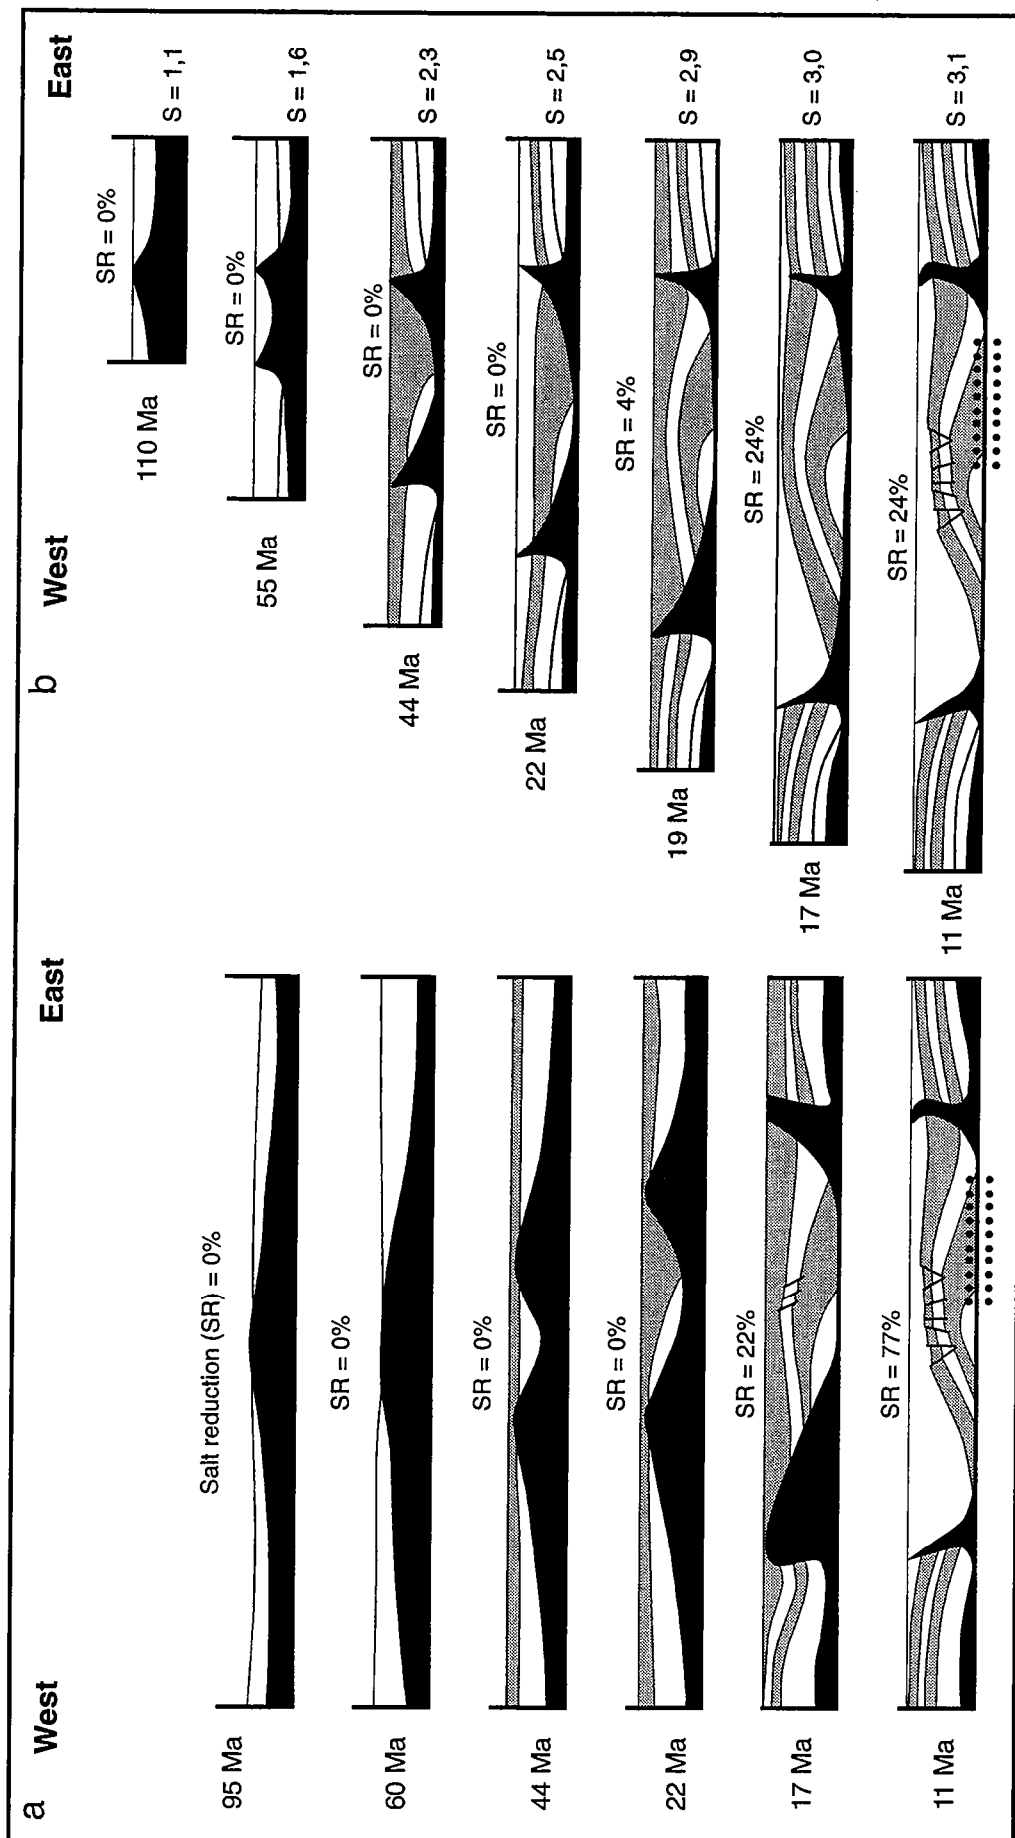 a
West
East
95 Ma
Salt reduction (SR) = 0%
60 Ma
SR = 0%
44 Ma
SR = 0%
22 Ma
SR = 0%
17 Ma
SR = 22%
11 Ma
SR = 77%
b
West
East
110 Ma
SR = 0%
S = 1,1
55 Ma
SR = 0%
S = 1,6
44 Ma
SR = 0%
S = 2,3
22 Ma
SR = 0%
S = 2,5
19 Ma
SR = 4%
S = 2,9
17 Ma
SR = 24%
S = 3,0
11 Ma
SR = 24%
S = 3,1